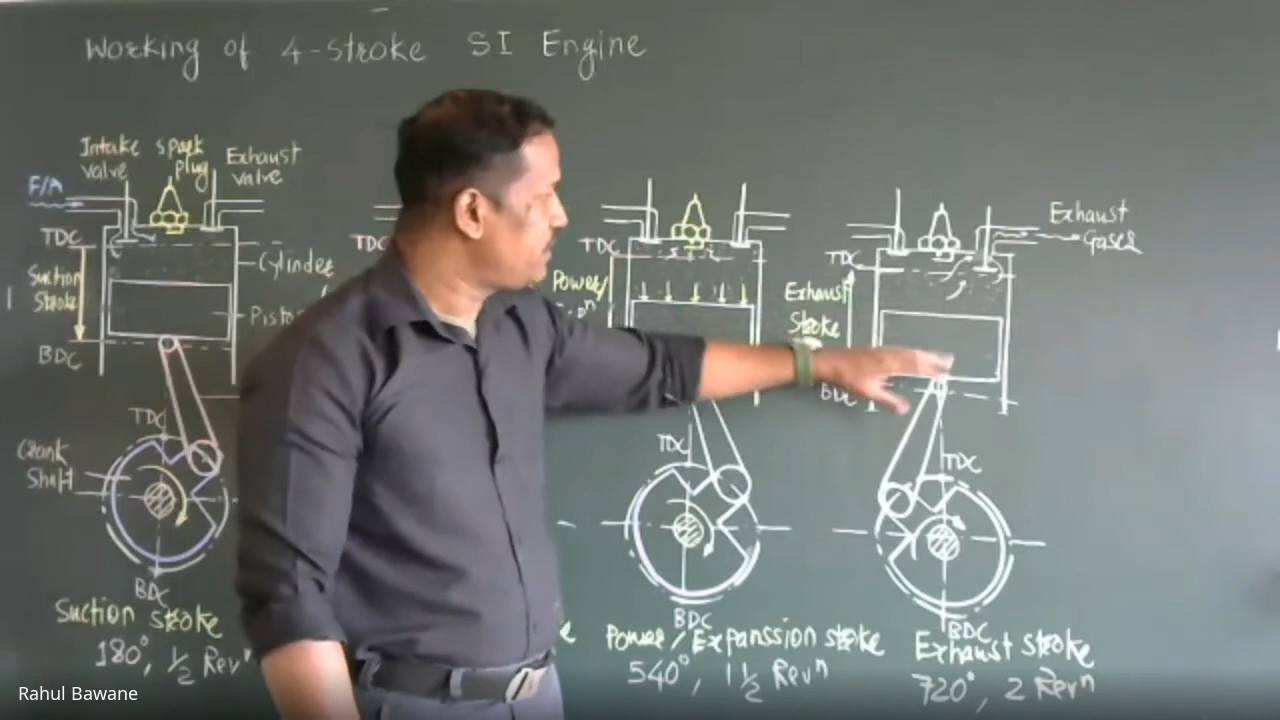 Working of 4-stroke SI Engine
Intake valve
spark plug
Exhaust valve
F/A
TDC
Suction Stroke
BDC
Cylinder
Pisto
TDC
Crank Shaft
BDC
Suction stroke
180°, 1/2 Revⁿ
TDC
TDC
Power/
TDC
BDC
Power/Expanssion stroke
540°, 1 1/2 Revⁿ
TDC
Exhaust Stroke
BDC
Exhaust Gases
TDC
BDC
Exhaust stroke
720°, 2 Revⁿ
Rahul Bawane